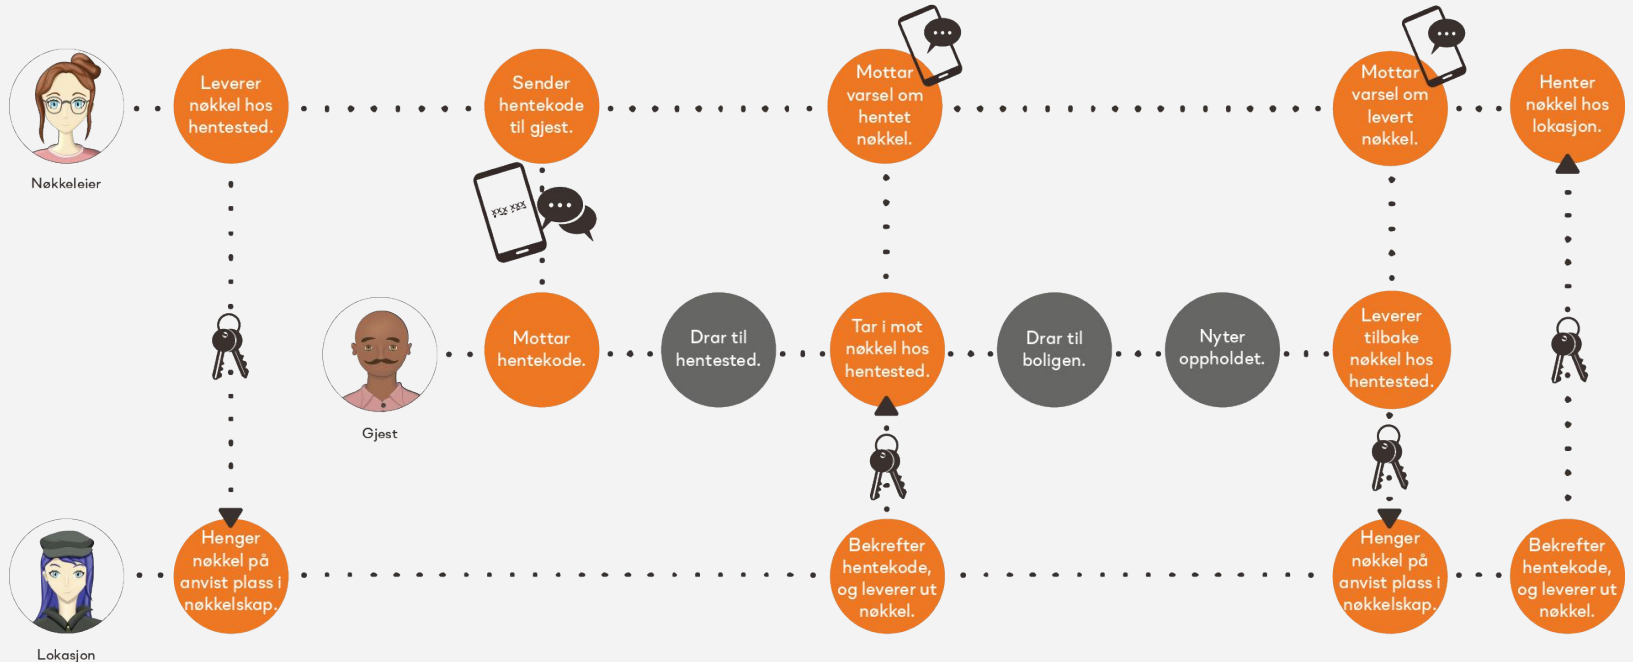 Leverer
nøkkel hos
hentested.
Sender
hentekode
til gjest.
Mottar
varsel om
hentet
nøkkel.
Mottar
varsel om
levert
nøkkel.
Henter
nøkkel hos
lokasjon.
Nøkkeleier
xxx xxx
Mottar
hentekode.
Drar til
hentested.
Tar i mot
nøkkel hos
hentested.
Drar til
boligen.
Nyter
oppholdet.
Leverer
tilbake
nøkkel hos
hentested.
Gjest
Henger
nøkkel på
anvist plass i
nøkkelskap.
Bekrefter
hentekode,
og leverer ut
nøkkel.
Henger
nøkkel på
anvist plass i
nøkkelskap.
Bekrefter
hentekode,
og leverer ut
nøkkel.
Lokasjon